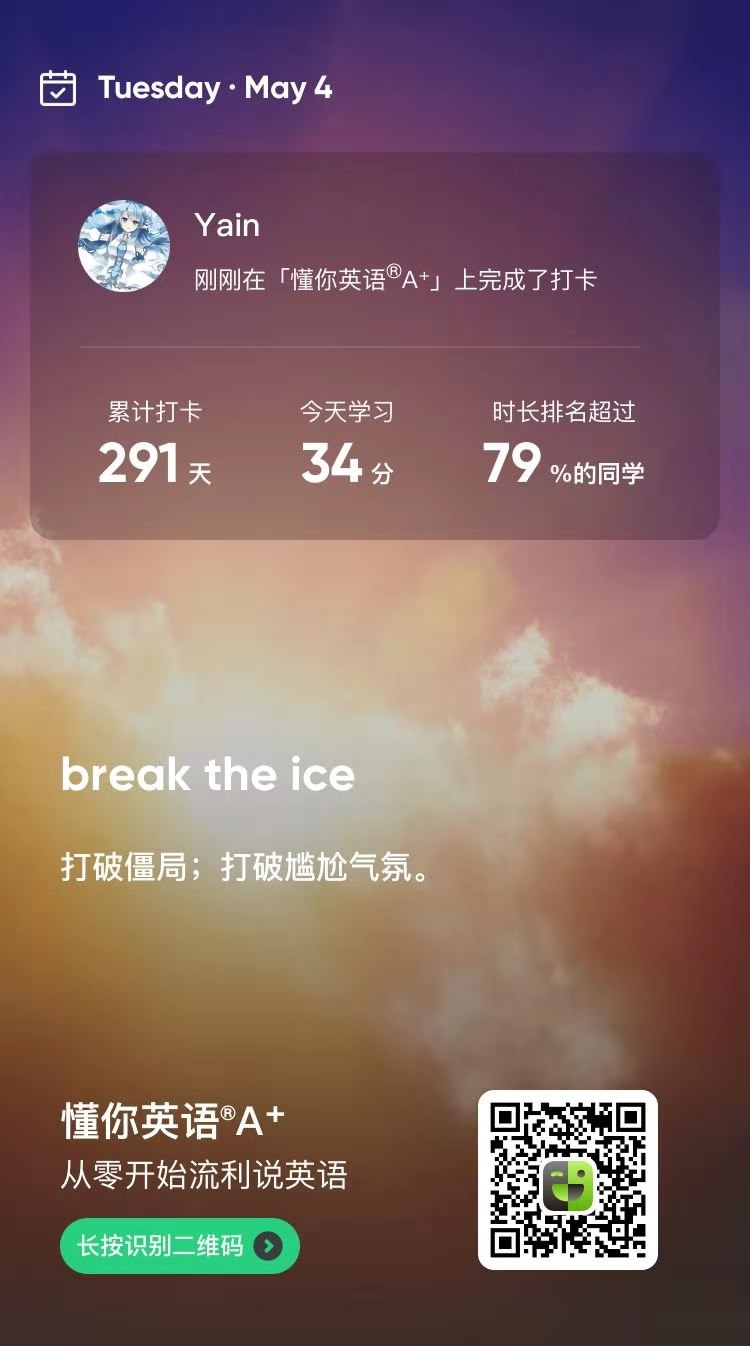 Tuesday · May 4
Yain
刚刚在「懂你英语®A⁺」上完成了打卡
累计打卡 今天学习 时长排名超过
291 天 34 分 79 %的同学
break the ice
打破僵局；打破尴尬气氛。
懂你英语®A⁺
从零开始流利说英语
长按识别二维码